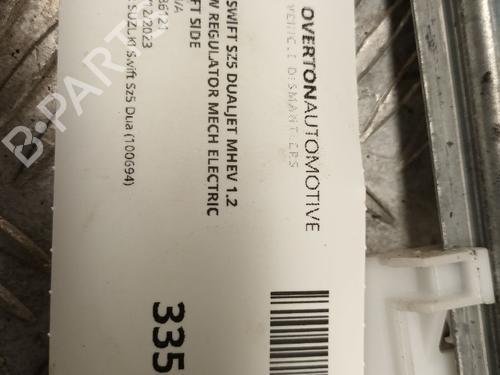 OVERTONAUTOMOTIVE
VEHICLE DISMANTLERS
SWIFT SZ5 DUALJET MHEV 1.2
W REGULATOR MECH ELECTRIC
FT SIDE
N/A
86121
/12/2023
SUZUKI Swift Sz5 Dua (100694)
335
B-PARTS